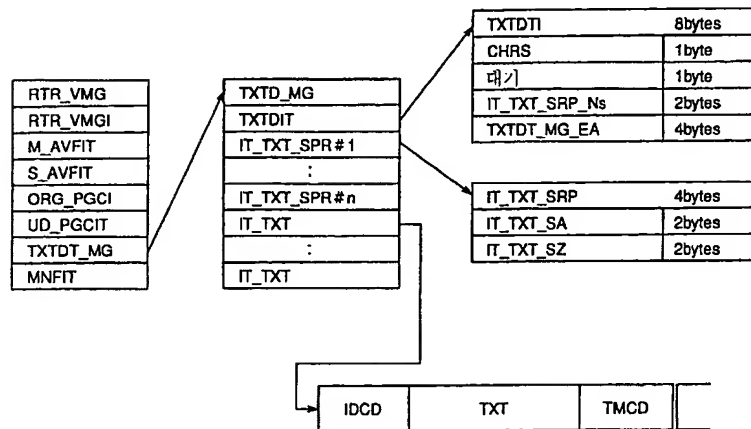 RTR_VMG
RTR_VMGI
M_AVFIT
S_AVFIT
ORG_PGCI
UD_PGCIT
TXTDT_MG
MNFIT
TXTD_MG
TXTDIT
IT_TXT_SPR#1
:
IT_TXT_SPR#n
IT_TXT
:
IT_TXT
TXTDTI 8bytes
CHRS 1byte
대기 1byte
IT_TXT_SRP_Ns 2bytes
TXTDT_MG_EA 4bytes
IT_TXT_SRP 4bytes
IT_TXT_SA 2bytes
IT_TXT_SZ 2bytes
IDCD TXT TMCD